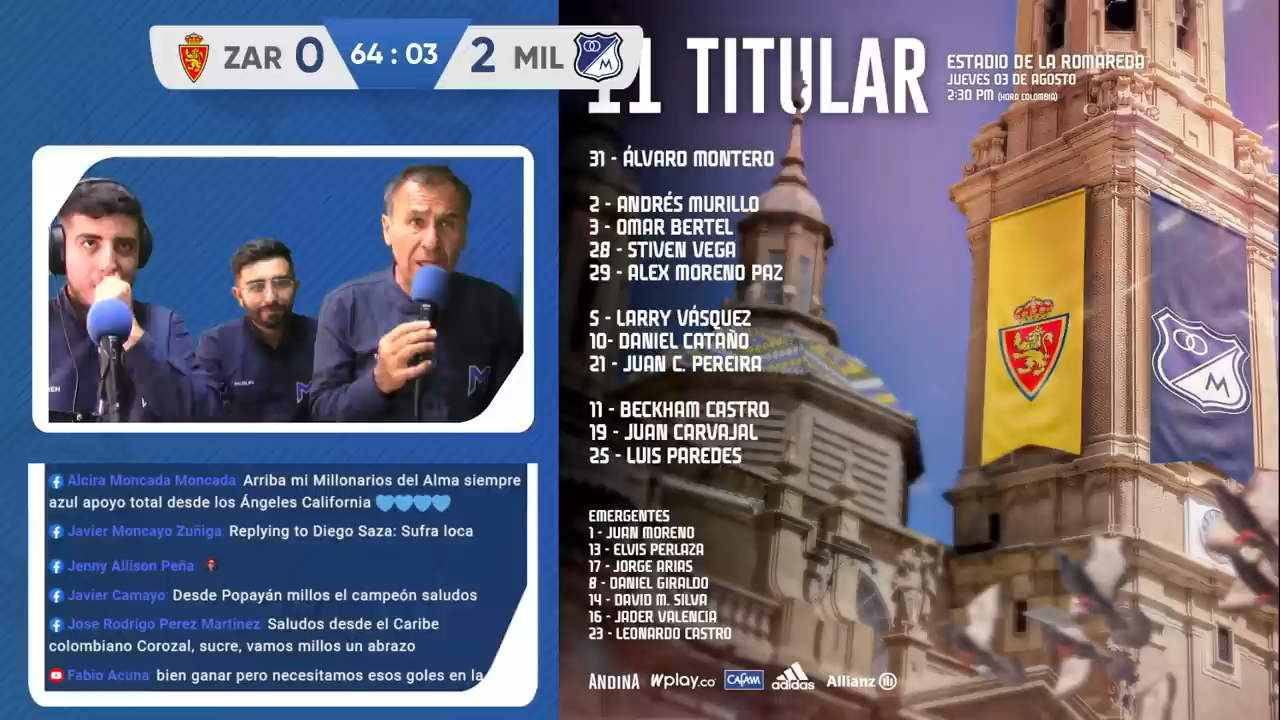 ZAR 0 64 : 03 2 MIL
11 TITULAR
ESTADIO DE LA ROMAREDA
JUEVES 03 DE AGOSTO
2:30 PM (HORA COLOMBIA)
31 - ÁLVARO MONTERO
2 - ANDRÉS MURILLO
3 - OMAR BERTEL
28 - STIVEN VEGA
29 - ALEX MORENO PAZ
5 - LARRY VÁSQUEZ
10- DANIEL CATAÑO
21 - JUAN C. PEREIRA
11 - BECKHAM CASTRO
19 - JUAN CARVAJAL
25 - LUIS PAREDES
EMERGENTES
1 - JUAN MORENO
13 - ELVIS PERLAZA
17 - JORGE ARIAS
8 - DANIEL GIRALDO
14 - DAVID M. SILVA
16 - JADER VALENCIA
23 - LEONARDO CASTRO
ANDINA Wplay.co CAFAM adidas Allianz
M
M
Alcira Moncada Moncada Arriba mi Millonarios del Alma siempre
azul apoyo total desde los Ángeles California 💙💙💙💙
Javier Moncayo Zuñiga Replying to Diego Saza: Sufra loca
Jenny Allison Peña
Javier Camayo: Desde Popayán millos el campeón saludos
Jose Rodrigo Perez Martinez Saludos desde el Caribe
colombiano Corozal, sucre, vamos millos un abrazo
Fabio Acuna: bien ganar pero necesitamos esos goles en la